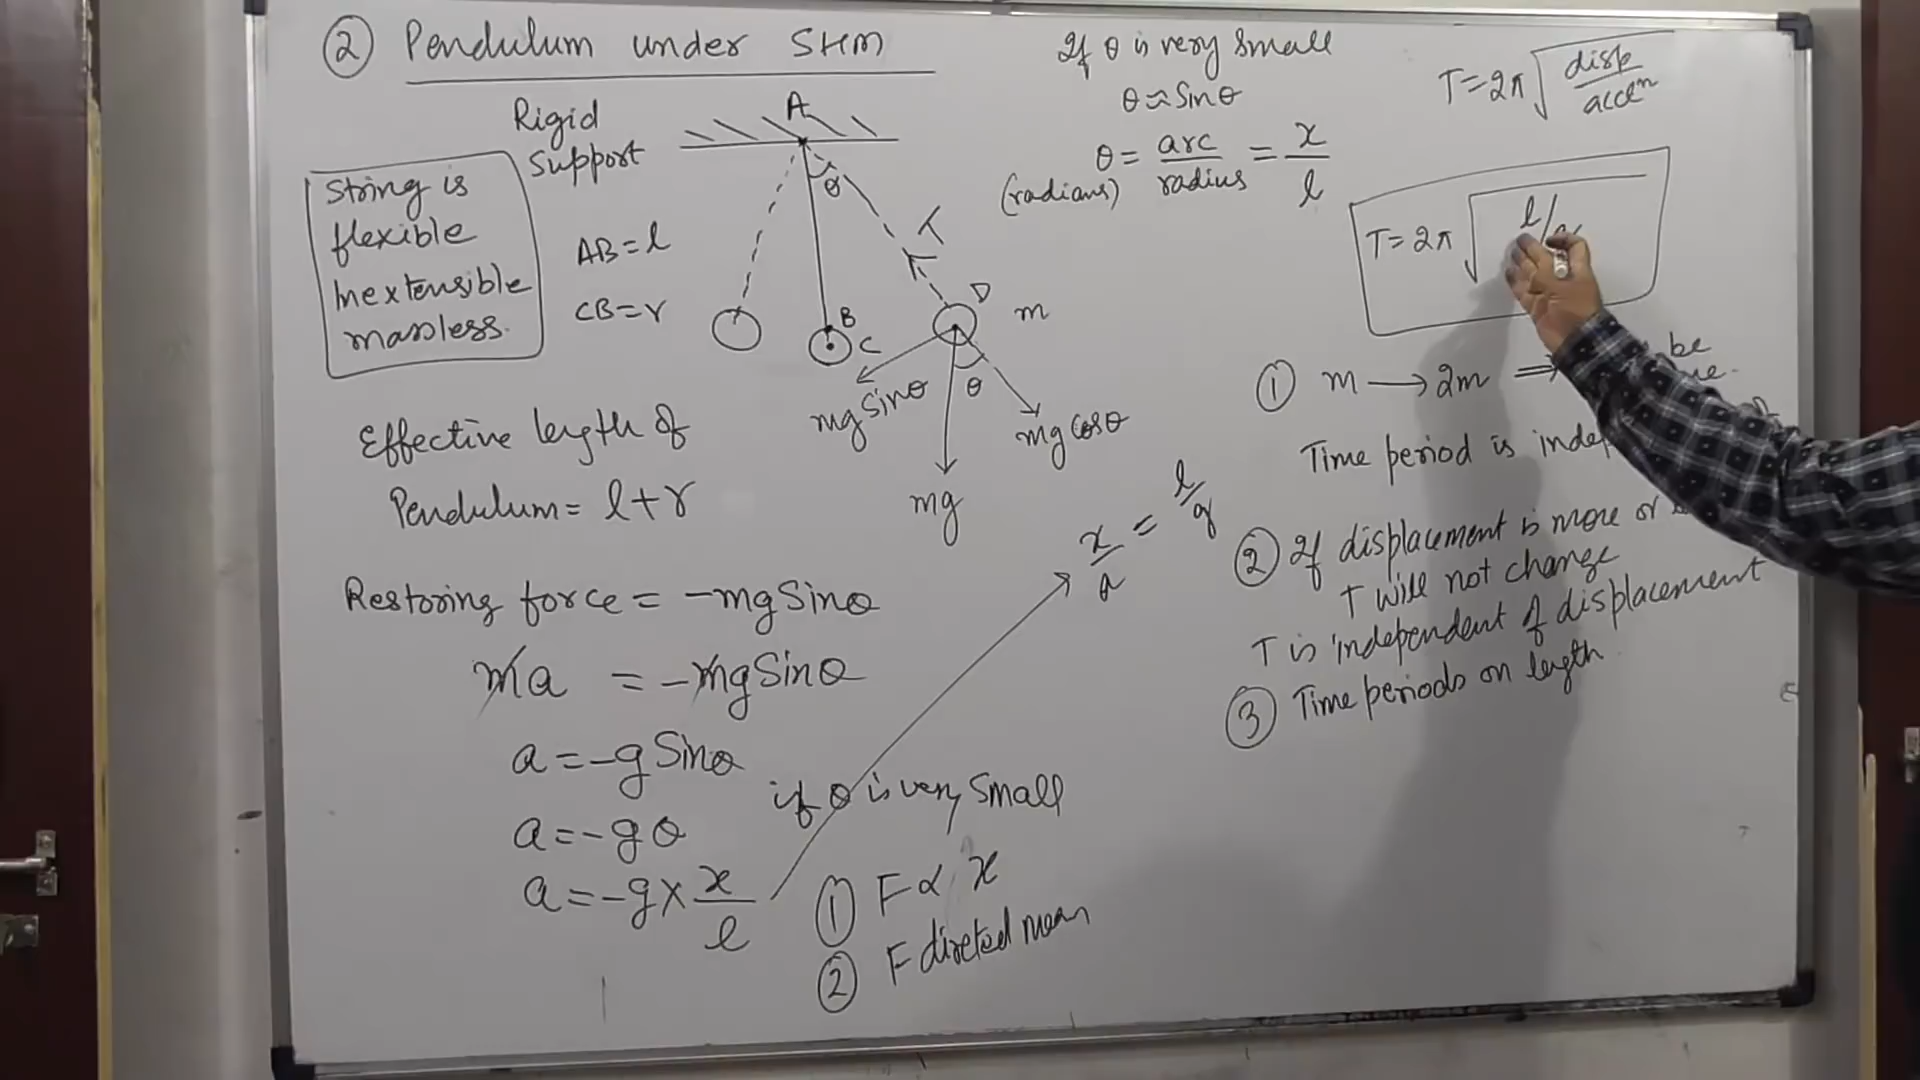 ② Pendulum under SHM
Rigid
Support
String is
flexible
Inextensible
massless.
AB=l
CB=r
A
θ
T
B
C
D
m
mg sinθ
θ
mg cosθ
mg
Effective length of
Pendulum = l+r
Restoring force = -mg Sinθ
ma = -mg Sinθ
a = -g Sinθ
if θ is very small
a = -gθ
a = -g × x/l
① F ∝ x
② F directed mean
If θ is very small
θ ≈ Sinθ
θ = arc/radius = x/l
(radians)
x/a = l/g
T = 2π √(disp/accⁿ)
T = 2π √(l/
① m → 2m ⇒ be
Time period is
② If displacement is more or
T will not change
T is independent of displacement
③ Time periods on length